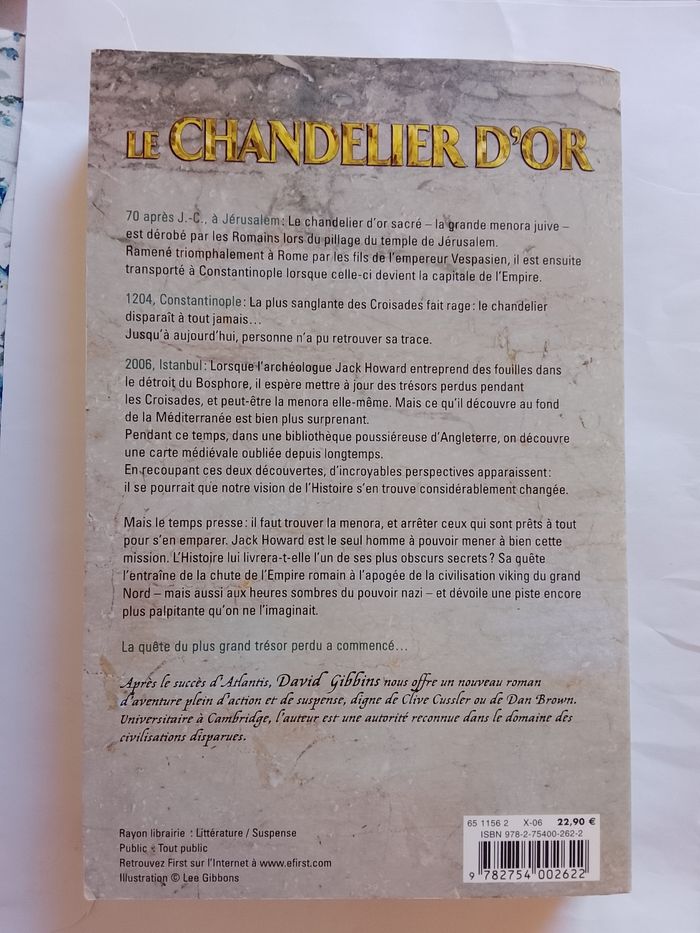 LE CHANDELIER D'OR
70 après J.-C., à Jérusalem : Le chandelier d'or sacré – la grande menora juive –
est dérobé par les Romains lors du pillage du temple de Jérusalem.
Ramené triomphalement à Rome par les fils de l'empereur Vespasien, il est ensuite
transporté à Constantinople lorsque celle-ci devient la capitale de l'Empire.
1204, Constantinople : La plus sanglante des Croisades fait rage : le chandelier
disparaît à tout jamais…
Jusqu'à aujourd'hui, personne n'a pu retrouver sa trace.
2006, Istanbul : Lorsque l'archéologue Jack Howard entreprend des fouilles dans
le détroit du Bosphore, il espère mettre à jour des trésors perdus pendant
les Croisades, et peut-être la menora elle-même. Mais ce qu'il découvre au fond
de la Méditerranée est bien plus surprenant.
Pendant ce temps, dans une bibliothèque poussiéreuse d'Angleterre, on découvre
une carte médiévale oubliée depuis longtemps.
En recoupant ces deux découvertes, d'incroyables perspectives apparaissent :
il se pourrait que notre vision de l'Histoire s'en trouve considérablement changée.
Mais le temps presse : il faut trouver la menora, et arrêter ceux qui sont prêts à tout
pour s'en emparer. Jack Howard est le seul homme à pouvoir mener à bien cette
mission. L'Histoire lui livrera-t-elle l'un de ses plus obscurs secrets ? Sa quête
l'entraîne de la chute de l'Empire romain à l'apogée de la civilisation viking du grand
Nord – mais aussi aux heures sombres du pouvoir nazi – et dévoile une piste encore
plus palpitante qu'on ne l'imaginait.
La quête du plus grand trésor perdu a commencé…
Après le succès d'Atlantis, David Gibbins nous offre un nouveau roman
d'aventure plein d'action et de suspense, digne de Clive Cussler ou de Dan Brown.
Universitaire à Cambridge, l'auteur est une autorité reconnue dans le domaine des
civilisations disparues.
Rayon librairie : Littérature / Suspense
Public : Tout public
Retrouvez First sur l'Internet à www.efirst.com
Illustration © Lee Gibbons
65 1156 2 X-06 22,90 €
ISBN 978-2-75400-262-2
9 782754 002622